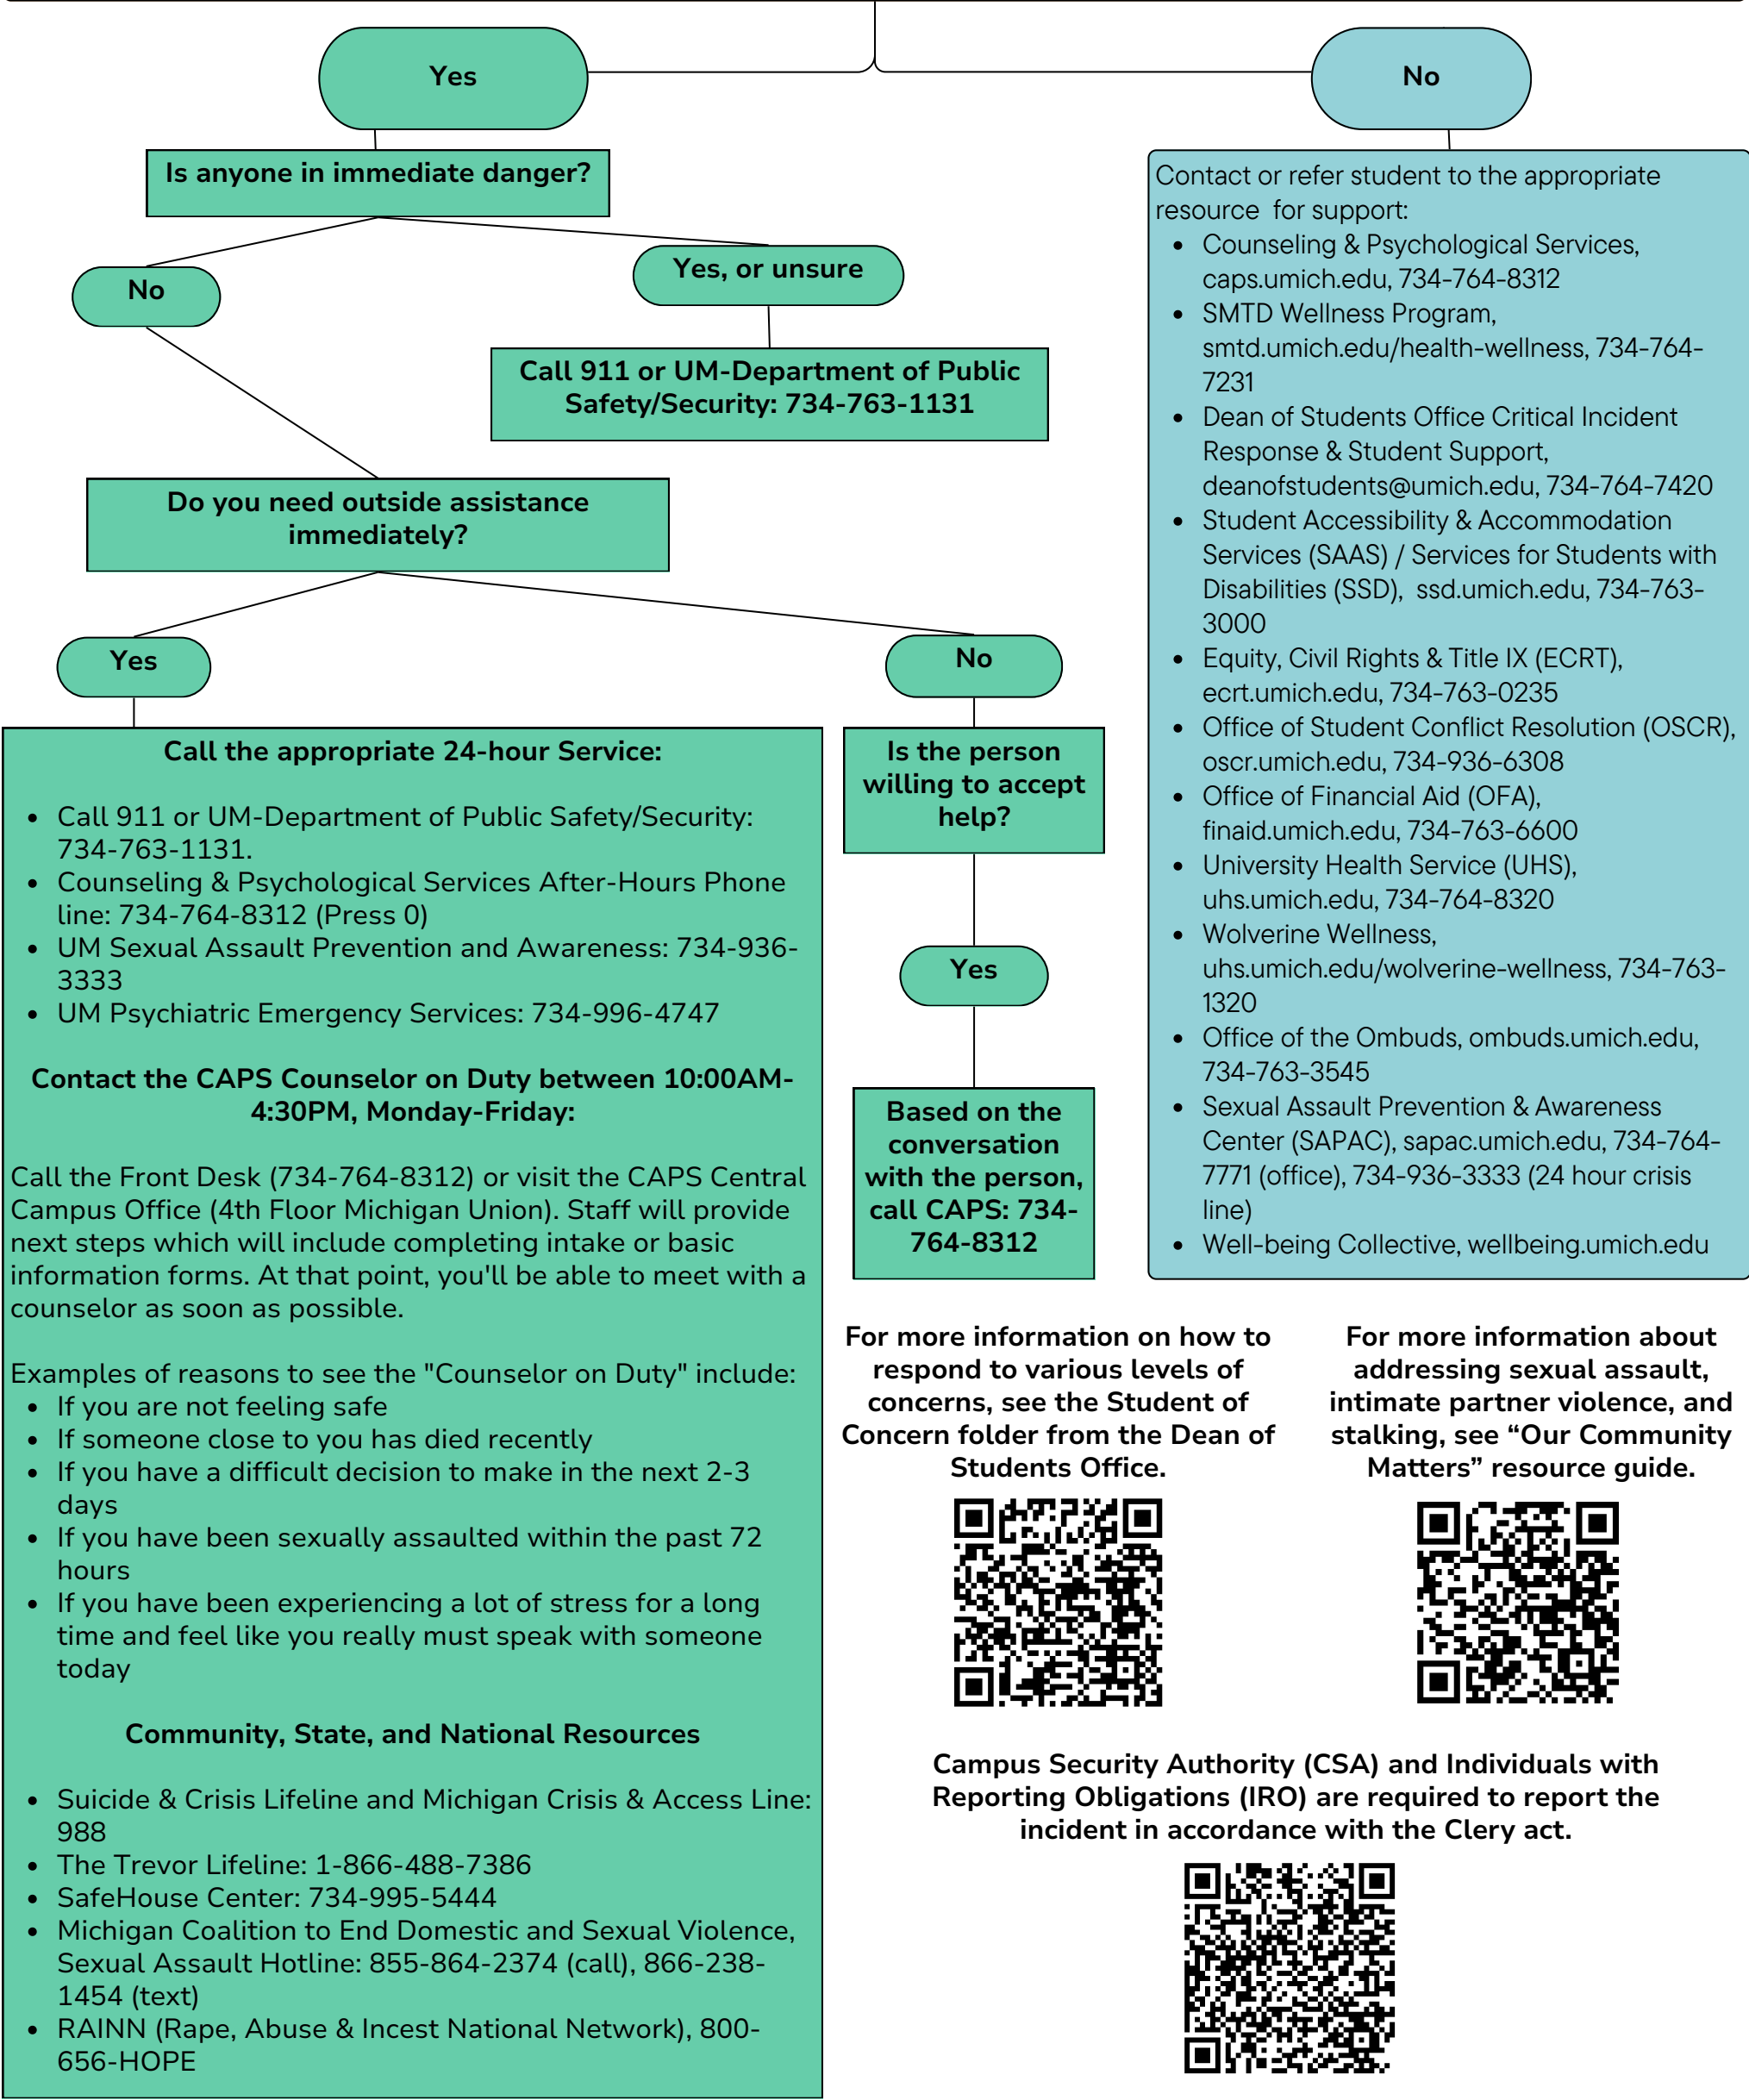 Yes
No
Is anyone in immediate danger?
No
Yes, or unsure
Call 911 or UM-Department of Public
Safety/Security: 734-763-1131
Do you need outside assistance
immediately?
Yes
No
Call the appropriate 24-hour Service:
• Call 911 or UM-Department of Public Safety/Security:
734-763-1131.
• Counseling & Psychological Services After-Hours Phone
line: 734-764-8312 (Press 0)
• UM Sexual Assault Prevention and Awareness: 734-936-
3333
• UM Psychiatric Emergency Services: 734-996-4747
Contact the CAPS Counselor on Duty between 10:00AM-
4:30PM, Monday-Friday:
Call the Front Desk (734-764-8312) or visit the CAPS Central
Campus Office (4th Floor Michigan Union). Staff will provide
next steps which will include completing intake or basic
information forms. At that point, you'll be able to meet with a
counselor as soon as possible.
Examples of reasons to see the "Counselor on Duty" include:
• If you are not feeling safe
• If someone close to you has died recently
• If you have a difficult decision to make in the next 2-3
days
• If you have been sexually assaulted within the past 72
hours
• If you have been experiencing a lot of stress for a long
time and feel like you really must speak with someone
today
Community, State, and National Resources
• Suicide & Crisis Lifeline and Michigan Crisis & Access Line:
988
• The Trevor Lifeline: 1-866-488-7386
• SafeHouse Center: 734-995-5444
• Michigan Coalition to End Domestic and Sexual Violence,
Sexual Assault Hotline: 855-864-2374 (call), 866-238-
1454 (text)
• RAINN (Rape, Abuse & Incest National Network), 800-
656-HOPE
Is the person
willing to accept
help?
Yes
Based on the
conversation
with the person,
call CAPS: 734-
764-8312
Contact or refer student to the appropriate
resource  for support:
• Counseling & Psychological Services,
caps.umich.edu, 734-764-8312
• SMTD Wellness Program,
smtd.umich.edu/health-wellness, 734-764-
7231
• Dean of Students Office Critical Incident
Response & Student Support,
deanofstudents@umich.edu, 734-764-7420
• Student Accessibility & Accommodation
Services (SAAS) / Services for Students with
Disabilities (SSD),  ssd.umich.edu, 734-763-
3000
• Equity, Civil Rights & Title IX (ECRT),
ecrt.umich.edu, 734-763-0235
• Office of Student Conflict Resolution (OSCR),
oscr.umich.edu, 734-936-6308
• Office of Financial Aid (OFA),
finaid.umich.edu, 734-763-6600
• University Health Service (UHS),
uhs.umich.edu, 734-764-8320
• Wolverine Wellness,
uhs.umich.edu/wolverine-wellness, 734-763-
1320
• Office of the Ombuds, ombuds.umich.edu,
734-763-3545
• Sexual Assault Prevention & Awareness
Center (SAPAC), sapac.umich.edu, 734-764-
7771 (office), 734-936-3333 (24 hour crisis
line)
• Well-being Collective, wellbeing.umich.edu
For more information on how to
respond to various levels of
concerns, see the Student of
Concern folder from the Dean of
Students Office.
For more information about
addressing sexual assault,
intimate partner violence, and
stalking, see “Our Community
Matters” resource guide.
Campus Security Authority (CSA) and Individuals with
Reporting Obligations (IRO) are required to report the
incident in accordance with the Clery act.